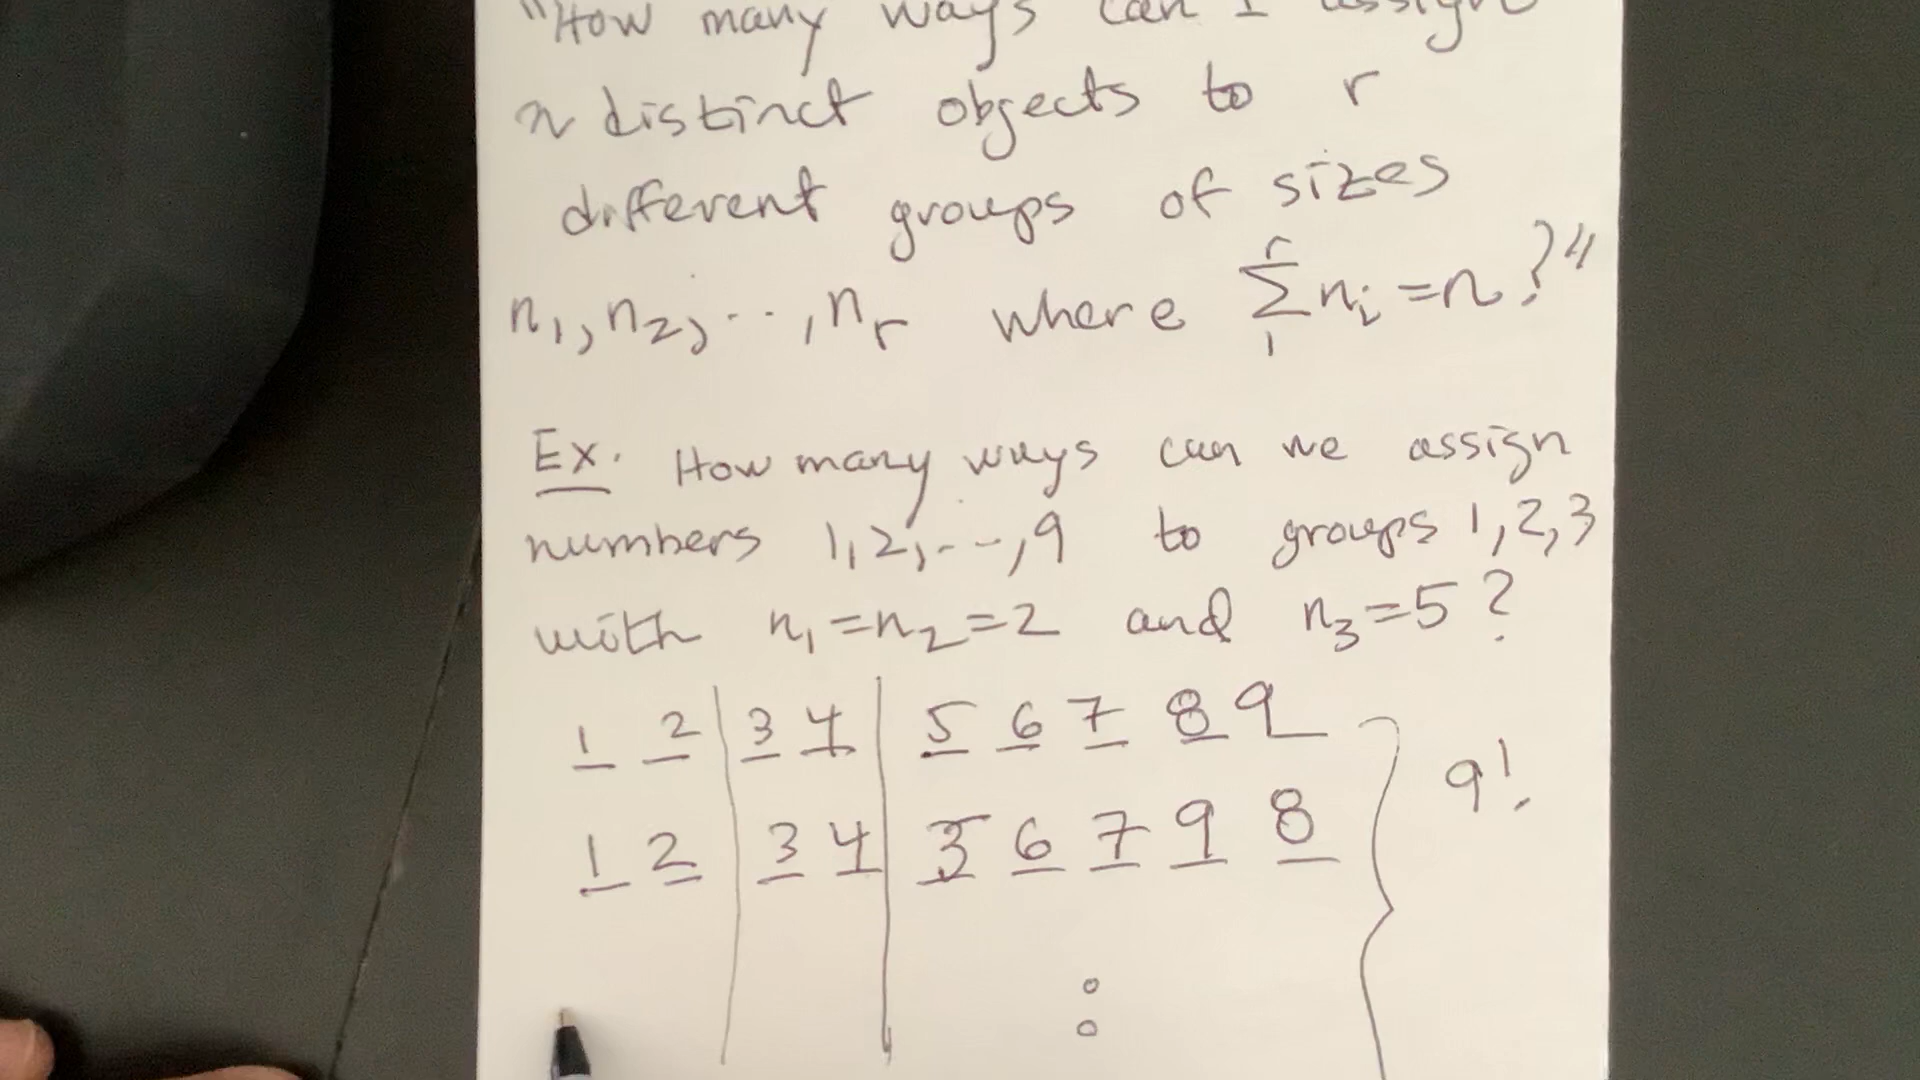 "How many ways can I assign
n distinct objects to r
different groups of sizes
n₁, n₂, ..., nᵣ where r Σ 1 nᵢ = n?"
Ex. How many ways can we assign
numbers 1, 2, ..., 9 to groups 1, 2, 3
with n₁ = n₂ = 2 and n₃ = 5?
1 2 | 3 4 | 5 6 7 8 9
9!
1 2 | 3 4 | 5 6 7 9 8